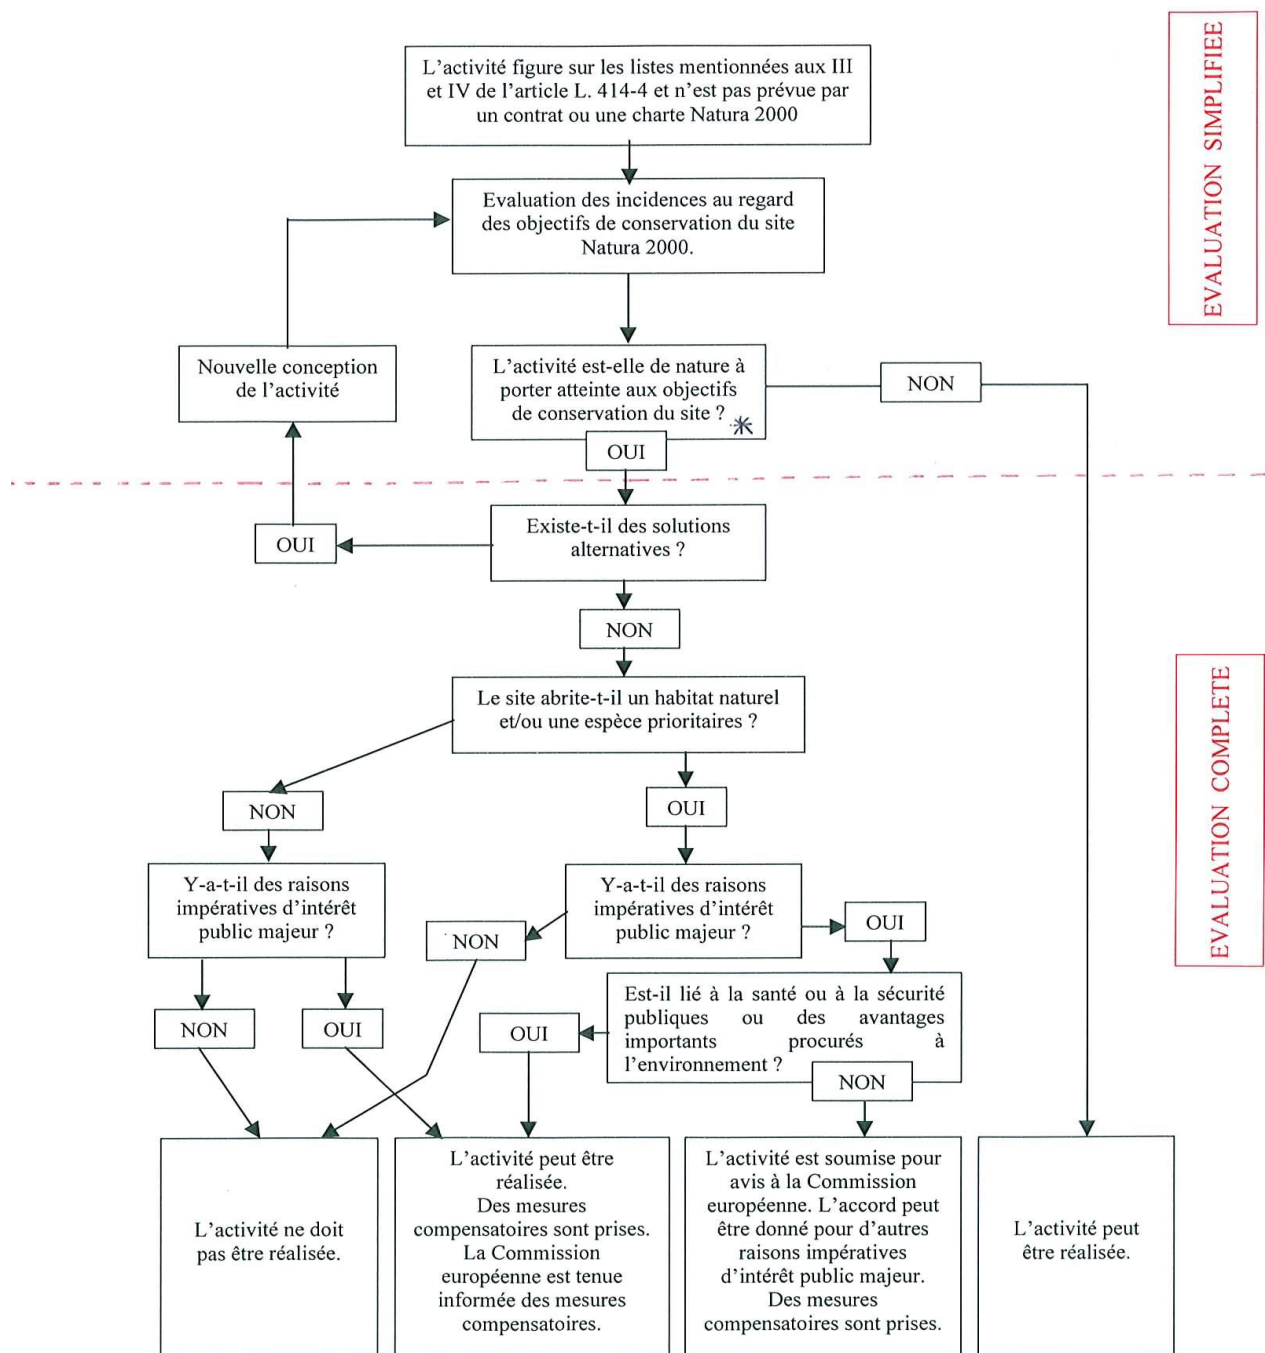 EVALUATION SIMPLIFIEE
L'activité figure sur les listes mentionnées aux III
et IV de l'article L. 414-4 et n'est pas prévue par
un contrat ou une charte Natura 2000
Evaluation des incidences au regard
des objectifs de conservation du site
Natura 2000.
Nouvelle conception
de l'activité
L'activité est-elle de nature à
porter atteinte aux objectifs
de conservation du site ? *
NON
OUI
Existe-t-il des solutions
alternatives ?
OUI
NON
EVALUATION COMPLETE
Le site abrite-t-il un habitat naturel
et/ou une espèce prioritaires ?
NON
OUI
Y-a-t-il des raisons
impératives d'intérêt
public majeur ?
Y-a-t-il des raisons
impératives d'intérêt
public majeur ?
NON
OUI
Est-il lié à la santé ou à la sécurité
publiques ou des avantages
importants procurés à
l'environnement ?
NON
OUI
OUI
NON
L'activité ne doit
pas être réalisée.
L'activité peut être
réalisée.
Des mesures
compensatoires sont prises.
La Commission
européenne est tenue
informée des mesures
compensatoires.
L'activité est soumise pour
avis à la Commission
européenne. L'accord peut
être donné pour d'autres
raisons impératives
d'intérêt public majeur.
Des mesures
compensatoires sont prises.
L'activité peut
être réalisée.